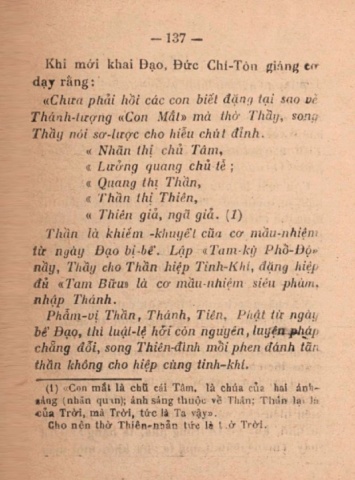 — 137 —
Khi mới khai Đạo, Đức Chí-Tôn giáng cơ
dạy rằng :
«Chưa phải hồi các con biết đặng tại sao vẽ
Thánh-tượng «Con Mắt» mà thờ Thầy, song
Thầy nói sơ-lược cho hiểu chút đỉnh.
« Nhãn thị chủ Tâm,
« Lưỡng quang chủ tể ;
« Quang thị Thần,
« Thần thị Thiên,
« Thiên giả, ngã giả. (1)
Thần là khiếm -khuyết của cơ mầu-nhiệm
từ ngày Đạo bị-bế. Lập «Tam-kỳ Phổ-Độ»
nầy, Thầy cho Thần hiệp Tinh-Khí, đặng hiệp
đủ «Tam Bửu» là cơ mầu-nhiệm siêu phàm,
nhập Thánh.
Phẩm-vị Thần, Thánh, Tiên, Phật từ ngày
bế Đạo, thì luật-lệ hỡi còn nguyên, luyện pháp
chẳng đổi, song Thiên-đình mỗi phen đánh tản
thần không cho hiệp cùng tinh-khí.
(1) «Con mắt là chủ cái Tâm, là chúa của hai ánh-
sáng (nhãn quan); ánh sáng thuộc về Thần; Thần lại là
của Trời, mà Trời, tức là Ta vậy».
Cho nên thờ Thiên-nhãn tức là thờ Trời.